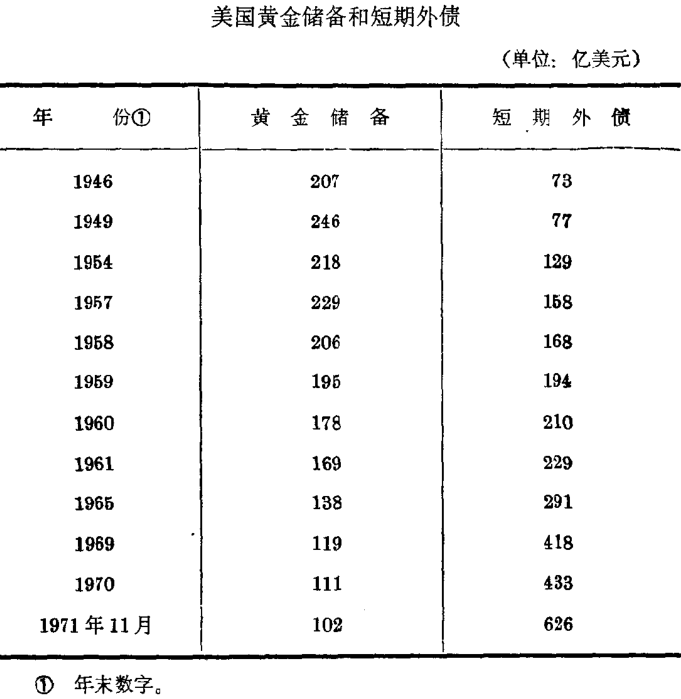 美国黄金储备和短期外债
(单位：亿美元)
年 份① 黄金储备 短期外债
1946 207 73
1949 246 77
1954 218 129
1957 229 158
1958 206 168
1959 195 194
1960 178 210
1961 169 229
1965 138 291
1969 119 418
1970 111 433
1971年11月 102 626
① 年末数字。